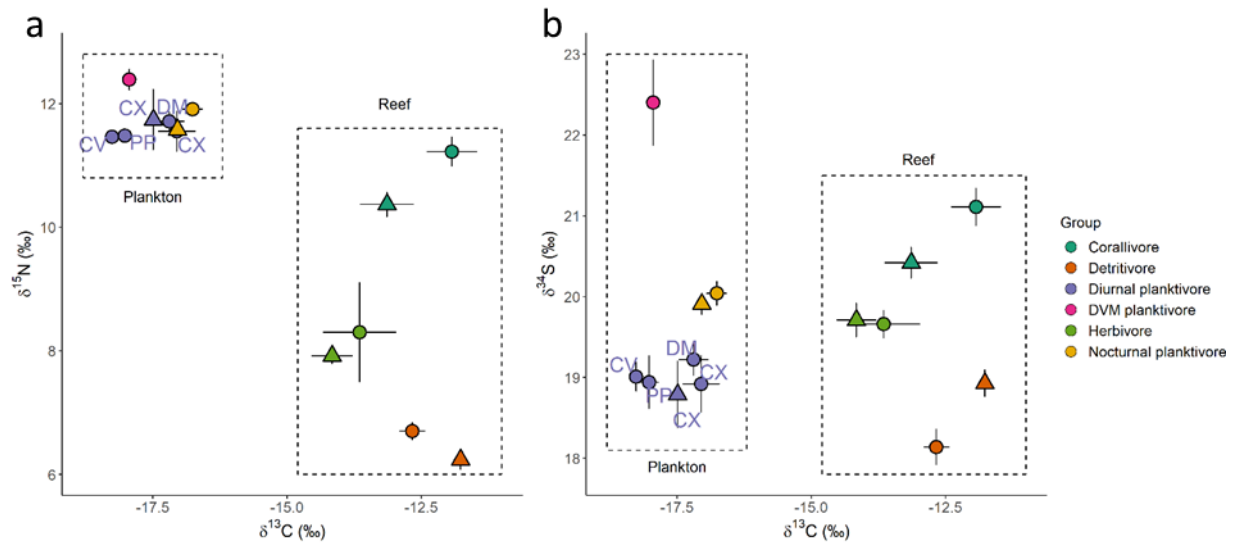 a
12
10
8
6
δ15N (‰)
-17.5
-15.0
-12.5
δ13C (‰)
CX
DM
CV
PP
CX
Plankton
Reef
b
23
22
21
20
19
18
δ34S (‰)
-17.5
-15.0
-12.5
δ13C (‰)
DM
CV
CX
PP
CX
Plankton
Reef
Group
Corallivore
Detritivore
Diurnal planktivore
DVM planktivore
Herbivore
Nocturnal planktivore